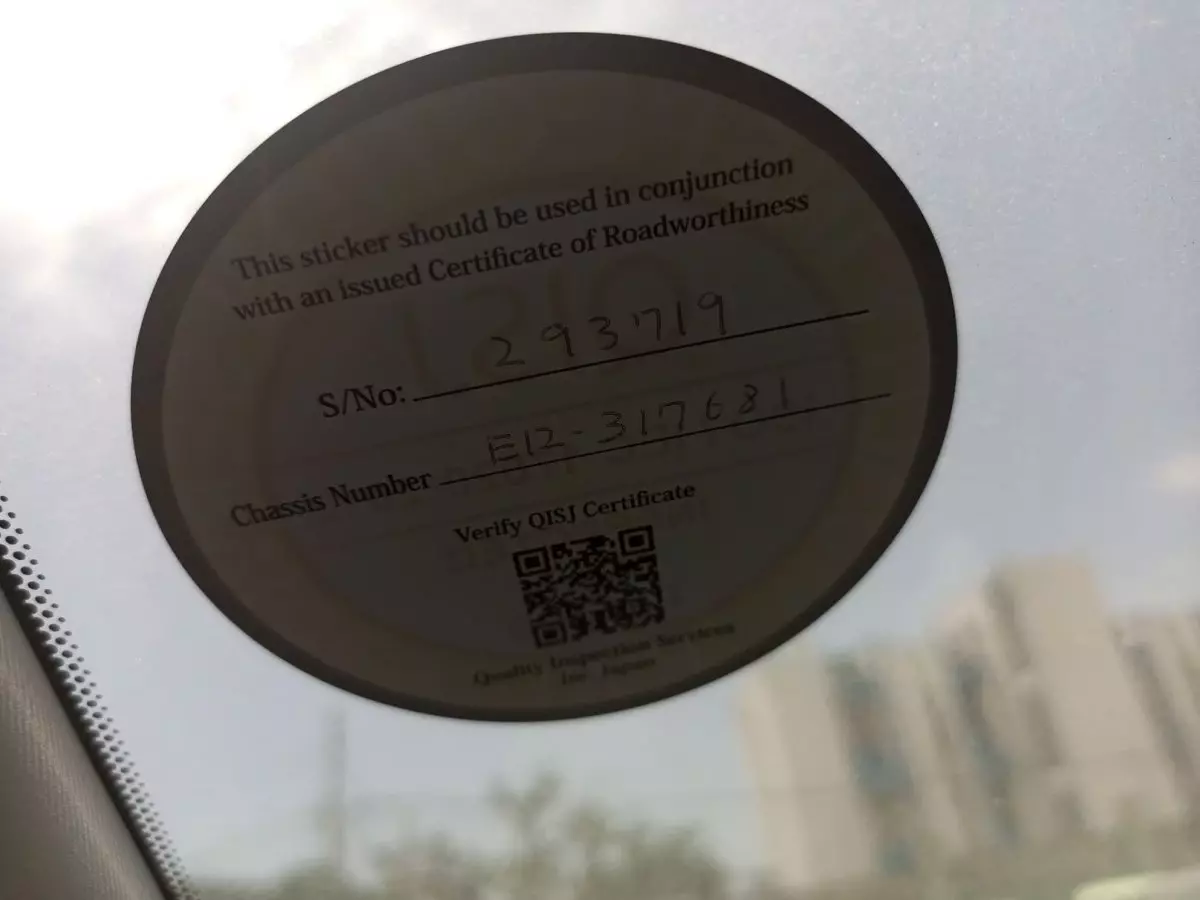 This sticker should be used in conjunction
with an issued Certificate of Roadworthiness
S/No: 293719
Chassis Number E12-317681
Verify QISJ Certificate
Quality Inspection Services
Inc. Japan